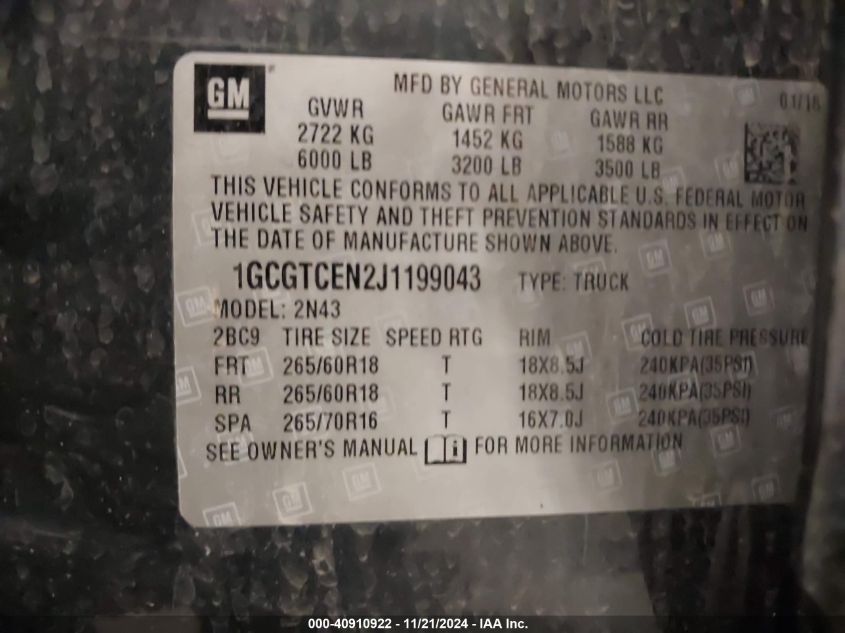 GM
MFD BY GENERAL MOTORS LLC 01/18
GVWR GAWR FRT GAWR RR
2722 KG 1452 KG 1588 KG
6000 LB 3200 LB 3500 LB
THIS VEHICLE CONFORMS TO ALL APPLICABLE U.S. FEDERAL MOTOR
VEHICLE SAFETY AND THEFT PREVENTION STANDARDS IN EFFECT ON
THE DATE OF MANUFACTURE SHOWN ABOVE.
1GCGTCEN2J1199043 TYPE: TRUCK
MODEL: 2N43
2BC9 TIRE SIZE SPEED RTG RIM COLD TIRE PRESSURE
FRT 265/60R18 T 18X8.5J 240KPA(35PSI)
RR 265/60R18 T 18X8.5J 240KPA(35PSI)
SPA 265/70R16 T 16X7.0J 240KPA(35PSI)
SEE OWNER'S MANUAL i FOR MORE INFORMATION
000-40910922 - 11/21/2024 - IAA Inc.